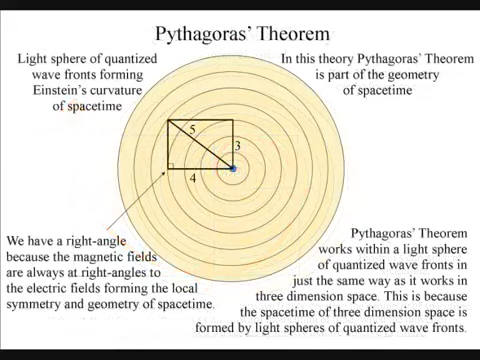 Pythagoras’ Theorem
Light sphere of quantized
wave fronts forming
Einstein’s curvature
of spacetime
In this theory Pythagoras’ Theorem
is part of the geometry
of spacetime
5
3
4
We have a right-angle
because the magnetic fields
are always at right-angles to
the electric fields forming the local
symmetry and geometry of spacetime.
Pythagoras’ Theorem
works within a light sphere
of quantized wave fronts in
just the same way as it works in
three dimension space. This is because
the spacetime of three dimension space is
formed by light spheres of quantized wave fronts.